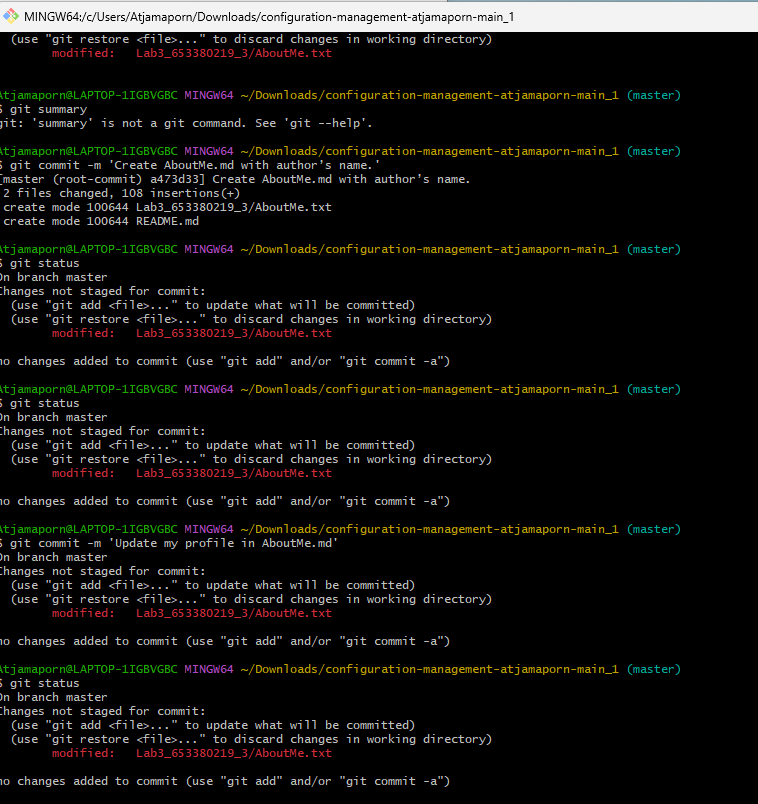 MINGW64:/c/Users/Atjamaporn/Downloads/configuration-management-atjamaporn-main_1
(use "git restore <file>..." to discard changes in working directory)
modified:   Lab3_653380219_3/AboutMe.txt
Atjamaporn@LAPTOP-1IGBVGBC MINGW64 ~/Downloads/configuration-management-atjamaporn-main_1 (master)
$ git summary
git: 'summary' is not a git command. See 'git --help'.
Atjamaporn@LAPTOP-1IGBVGBC MINGW64 ~/Downloads/configuration-management-atjamaporn-main_1 (master)
$ git commit -m 'Create AboutMe.md with author's name.'
[master (root-commit) a473d33] Create AboutMe.md with author's name.
2 files changed, 108 insertions(+)
create mode 100644 Lab3_653380219_3/AboutMe.txt
create mode 100644 README.md
Atjamaporn@LAPTOP-1IGBVGBC MINGW64 ~/Downloads/configuration-management-atjamaporn-main_1 (master)
$ git status
On branch master
Changes not staged for commit:
(use "git add <file>..." to update what will be committed)
(use "git restore <file>..." to discard changes in working directory)
modified:   Lab3_653380219_3/AboutMe.txt
no changes added to commit (use "git add" and/or "git commit -a")
Atjamaporn@LAPTOP-1IGBVGBC MINGW64 ~/Downloads/configuration-management-atjamaporn-main_1 (master)
$ git status
On branch master
Changes not staged for commit:
(use "git add <file>..." to update what will be committed)
(use "git restore <file>..." to discard changes in working directory)
modified:   Lab3_653380219_3/AboutMe.txt
no changes added to commit (use "git add" and/or "git commit -a")
Atjamaporn@LAPTOP-1IGBVGBC MINGW64 ~/Downloads/configuration-management-atjamaporn-main_1 (master)
$ git commit -m 'Update my profile in AboutMe.md'
On branch master
Changes not staged for commit:
(use "git add <file>..." to update what will be committed)
(use "git restore <file>..." to discard changes in working directory)
modified:   Lab3_653380219_3/AboutMe.txt
no changes added to commit (use "git add" and/or "git commit -a")
Atjamaporn@LAPTOP-1IGBVGBC MINGW64 ~/Downloads/configuration-management-atjamaporn-main_1 (master)
$ git status
On branch master
Changes not staged for commit:
(use "git add <file>..." to update what will be committed)
(use "git restore <file>..." to discard changes in working directory)
modified:   Lab3_653380219_3/AboutMe.txt
no changes added to commit (use "git add" and/or "git commit -a")